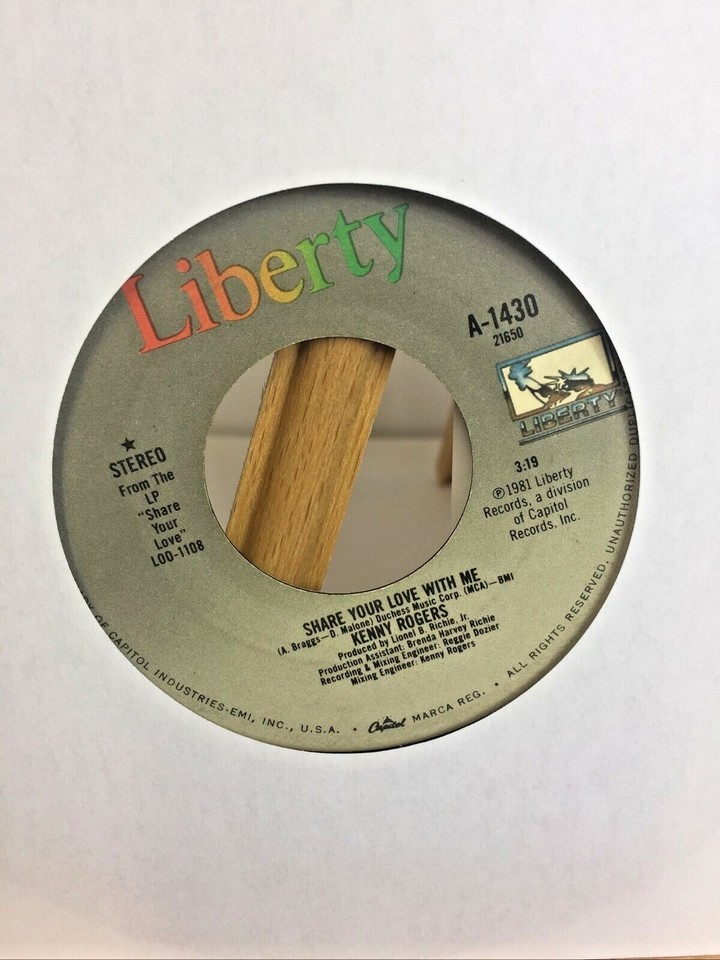 Liberty
A-1430
21650
LIBERTY
★
STEREO
From The
LP
"Share
Your
Love"
LOO-1108
3:19
Ⓟ1981 Liberty
Records, a division
of Capitol
Records, Inc.
SHARE YOUR LOVE WITH ME
(A. Braggs—D. Malone) Duchess Music Corp. (MCA)—BMI
KENNY ROGERS
Produced by Lionel B. Richie, Jr.
Production Assistant: Brenda Harvey Richie
Recording & Mixing Engineer: Reggie Dozier
Mixing Engineer: Kenny Rogers
OF CAPITOL INDUSTRIES-EMI, INC., U.S.A. • Capitol MARCA REG. • ALL RIGHTS RESERVED. UNAUTHORIZED